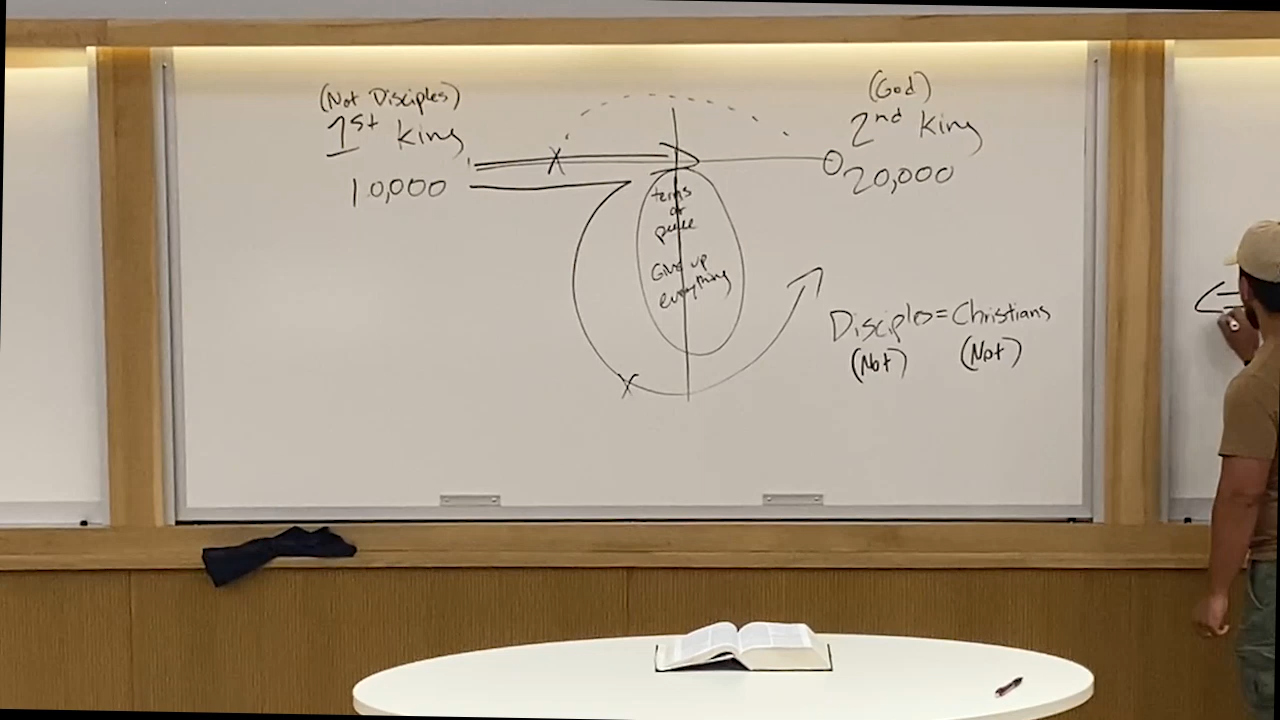 (Not Disciples)
1st king
10,000
(God)
2nd king
20,000
terms
of
peace
Give up
everything
Disciples=Christians
(Not) (Not)